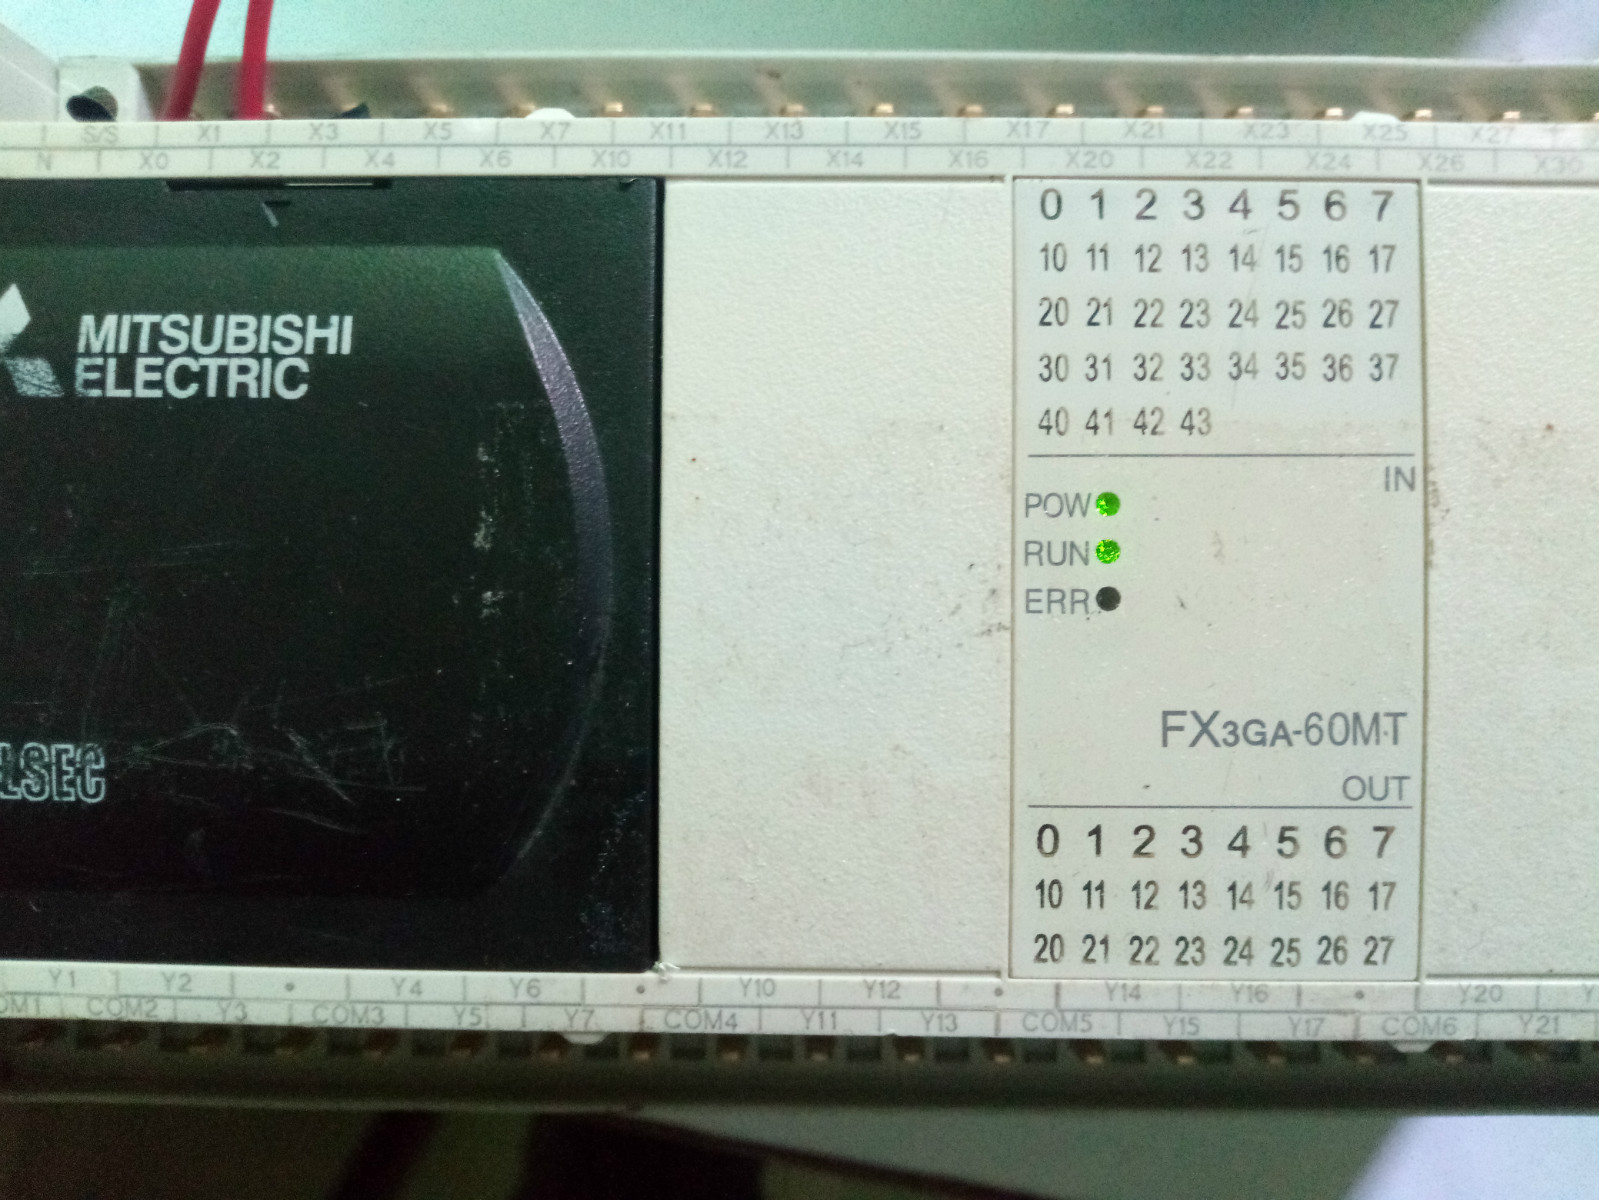 S/S X1 X3 X5 X7 X11 X13 X15 X17 X21 X23 X25 X27
N X0 X2 X4 X6 X10 X12 X14 X16 X20 X22 X24 X26 X30
MITSUBISHI
ELECTRIC
LSEC
0 1 2 3 4 5 6 7
10 11 12 13 14 15 16 17
20 21 22 23 24 25 26 27
30 31 32 33 34 35 36 37
40 41 42 43
IN
POW
RUN
ERR
FX3GA-60MT
OUT
0 1 2 3 4 5 6 7
10 11 12 13 14 15 16 17
20 21 22 23 24 25 26 27
Y1 Y2 • Y4 Y6 • Y10 Y12 • Y14 Y16 • Y20 Y
OM1 COM2 Y3 COM3 Y5 Y7 COM4 Y11 Y13 COM5 Y15 Y17 COM6 Y21